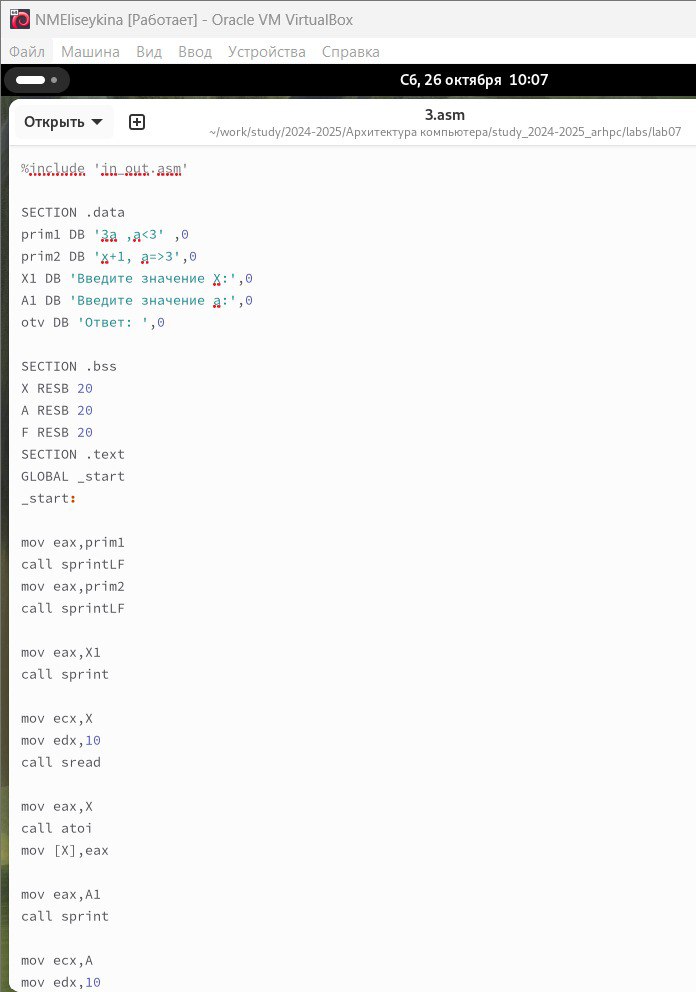 NMEliseykina [Работает] - Oracle VM VirtualBox
Файл Машина Вид Ввод Устройства Справка
Сб, 26 октября 10:07
Открыть
3.asm
~/work/study/2024-2025/Архитектура компьютера/study_2024-2025_arhpc/labs/lab07
%include 'in_out.asm'
SECTION .data
prim1 DB '3a ,a<3' ,0
prim2 DB 'x+1, a=>3',0
X1 DB 'Введите значение X:',0
A1 DB 'Введите значение a:',0
otv DB 'Ответ: ',0
SECTION .bss
X RESB 20
A RESB 20
F RESB 20
SECTION .text
GLOBAL _start
_start:
mov eax,prim1
call sprintLF
mov eax,prim2
call sprintLF
mov eax,X1
call sprint
mov ecx,X
mov edx,10
call sread
mov eax,X
call atoi
mov [X],eax
mov eax,A1
call sprint
mov ecx,A
mov edx,10